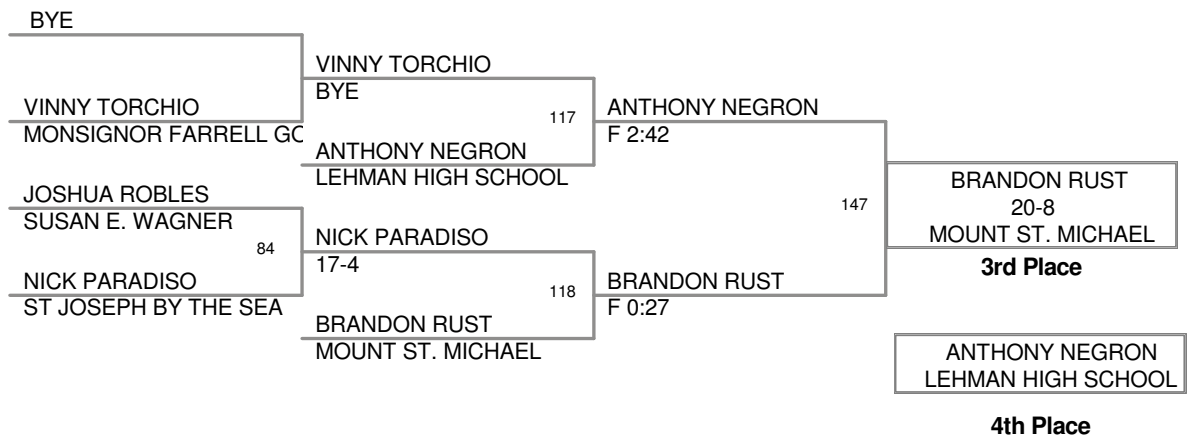 BYE
VINNY TORCHIO
MONSIGNOR FARRELL GO
JOSHUA ROBLES
SUSAN E. WAGNER
84
NICK PARADISO
ST JOSEPH BY THE SEA
VINNY TORCHIO
BYE
117
ANTHONY NEGRON
LEHMAN HIGH SCHOOL
NICK PARADISO
17-4
118
BRANDON RUST
MOUNT ST. MICHAEL
ANTHONY NEGRON
F 2:42
147
BRANDON RUST
F 0:27
BRANDON RUST
20-8
MOUNT ST. MICHAEL
3rd Place
ANTHONY NEGRON
LEHMAN HIGH SCHOOL
4th Place